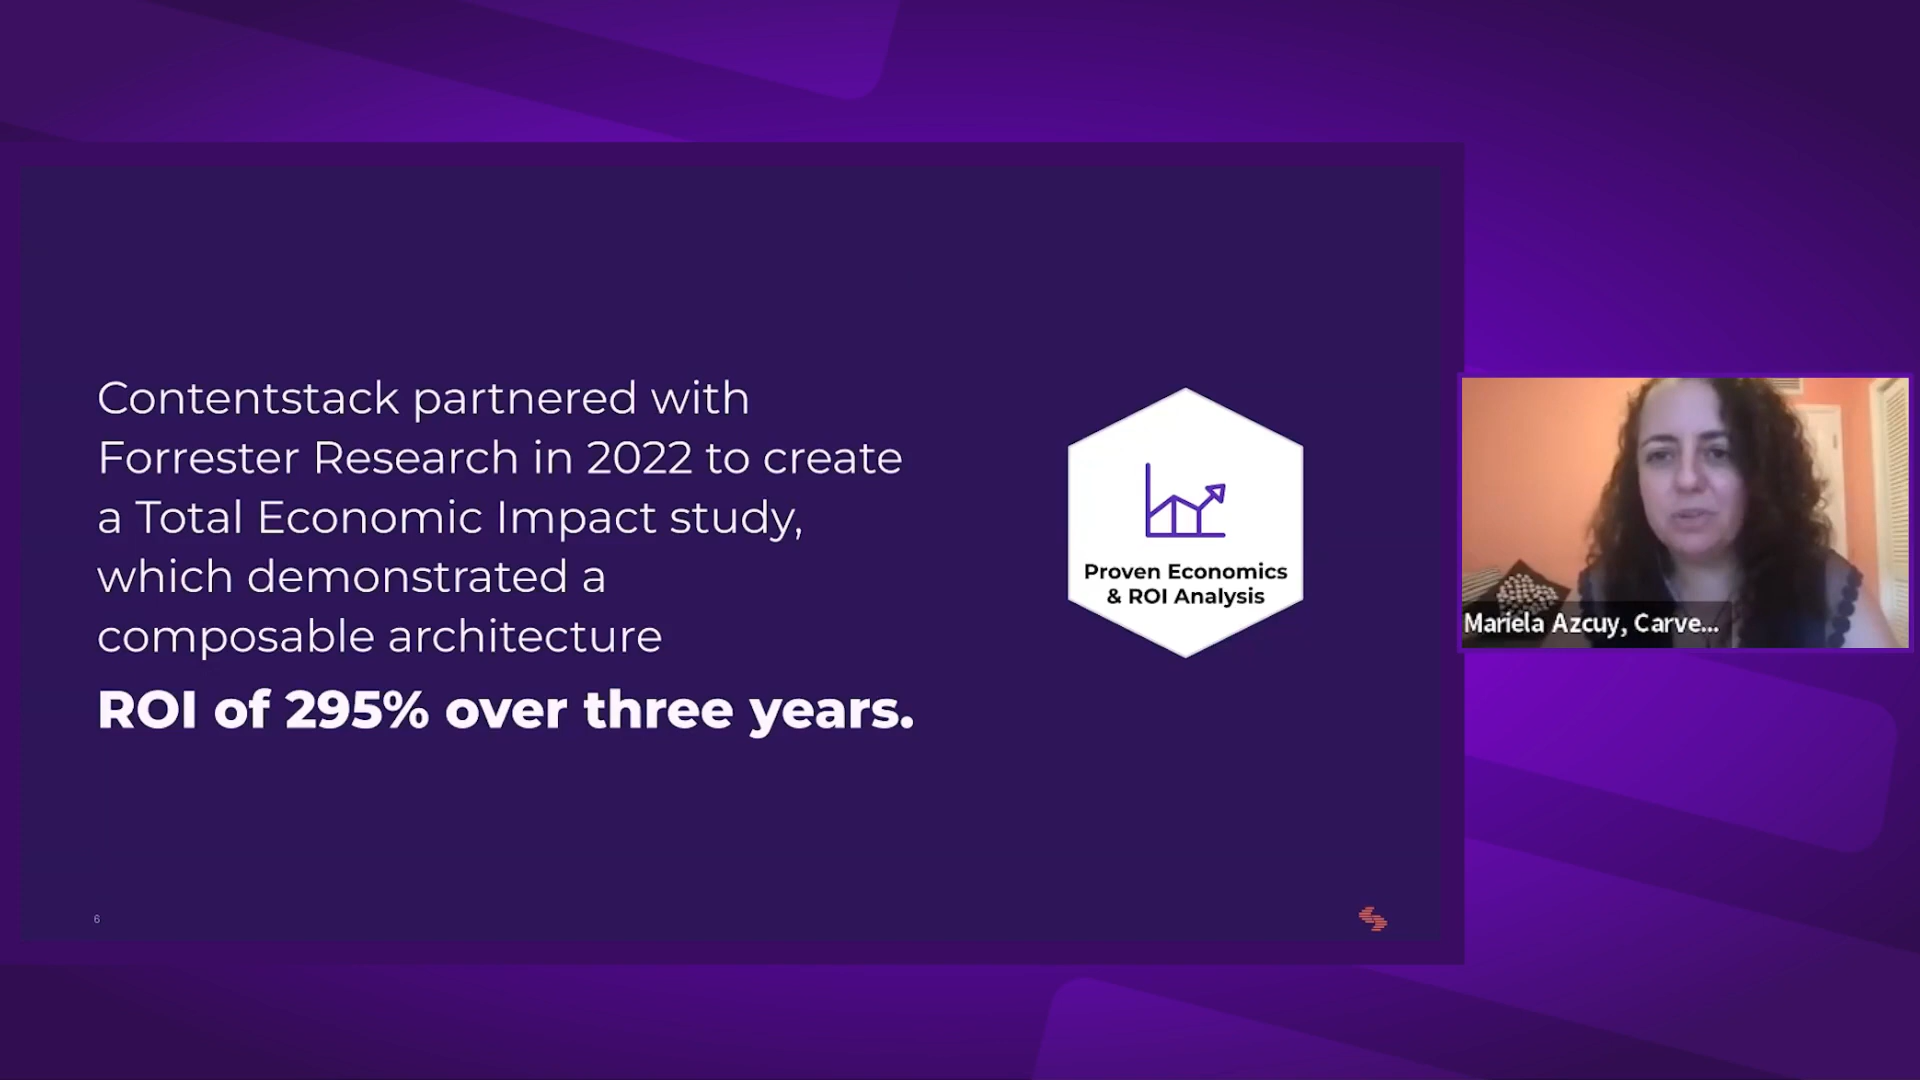 Contentstack partnered with
Forrester Research in 2022 to create
a Total Economic Impact study,
which demonstrated a
composable architecture
ROI of 295% over three years.
Proven Economics
& ROI Analysis
Mariela Azcuy, Carve...
6